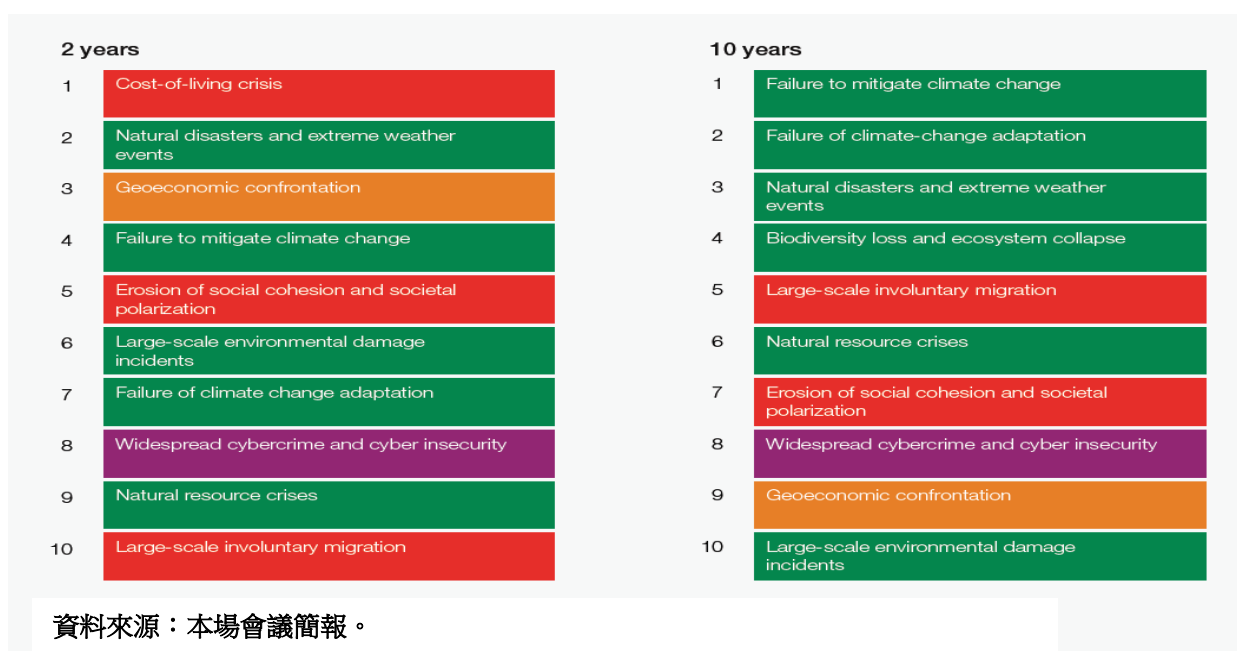 2 years
1
Cost-of-living crisis
2
Natural disasters and extreme weather
events
3
Geoeconomic confrontation
4
Failure to mitigate climate change
5
Erosion of social cohesion and societal
polarization
6
Large-scale environmental damage
incidents
7
Failure of climate change adaptation
8
Widespread cybercrime and cyber insecurity
9
Natural resource crises
10
Large-scale involuntary migration
10 years
1
Failure to mitigate climate change
2
Failure of climate-change adaptation
3
Natural disasters and extreme weather
events
4
Biodiversity loss and ecosystem collapse
5
Large-scale involuntary migration
6
Natural resource crises
7
Erosion of social cohesion and societal
polarization
8
Widespread cybercrime and cyber insecurity
9
Geoeconomic confrontation
10
Large-scale environmental damage
incidents
資料來源：本場會議簡報。